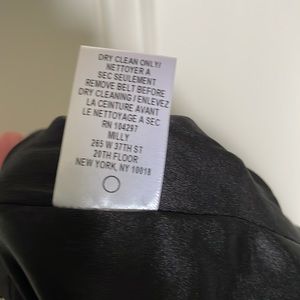 DRY CLEAN ONLY/
NETTOYER A
SEC SEULEMENT
REMOVE BELT BEFORE
DRY CLEANING / ENLEVEZ
LA CEINTURE AVANT
LE NETTOYAGE A SEC
RN 104297
MILLY
265 W 37TH ST
20TH FLOOR
NEW YORK, NY 10018